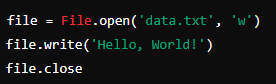 file = File.open('data.txt', 'w')
file.write('Hello, World!')
file.close